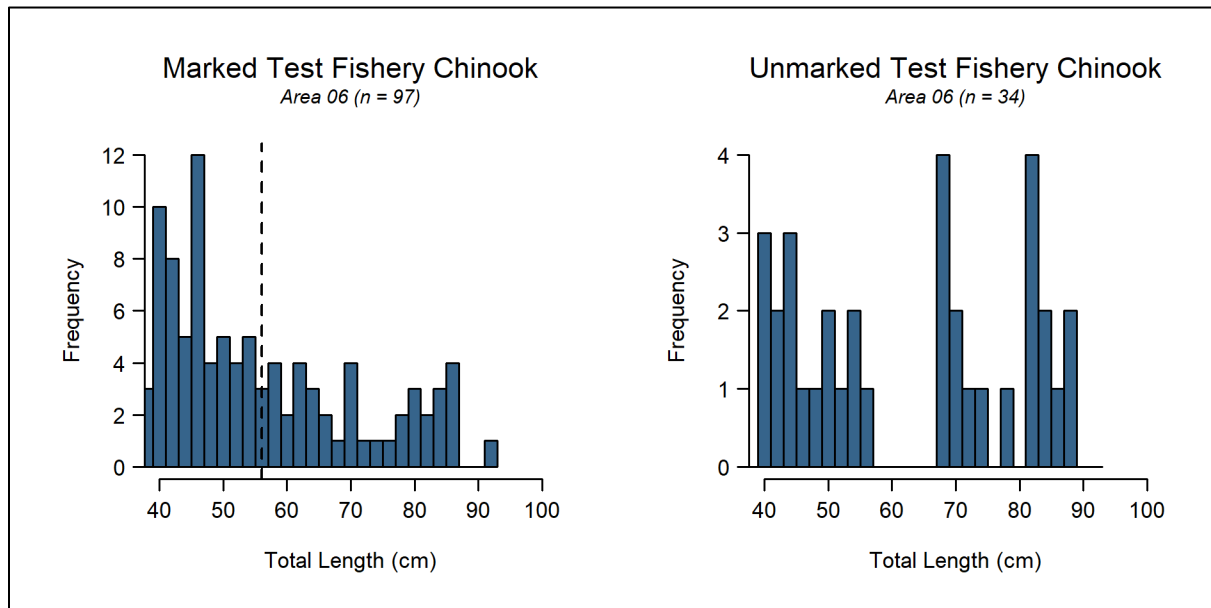 Marked Test Fishery Chinook
Area 06 (n = 97)
12
10
8
6
4
2
0
Frequency
40 50 60 70 80 90 100
Total Length (cm)
Unmarked Test Fishery Chinook
Area 06 (n = 34)
4
3
2
1
0
Frequency
40 50 60 70 80 90 100
Total Length (cm)